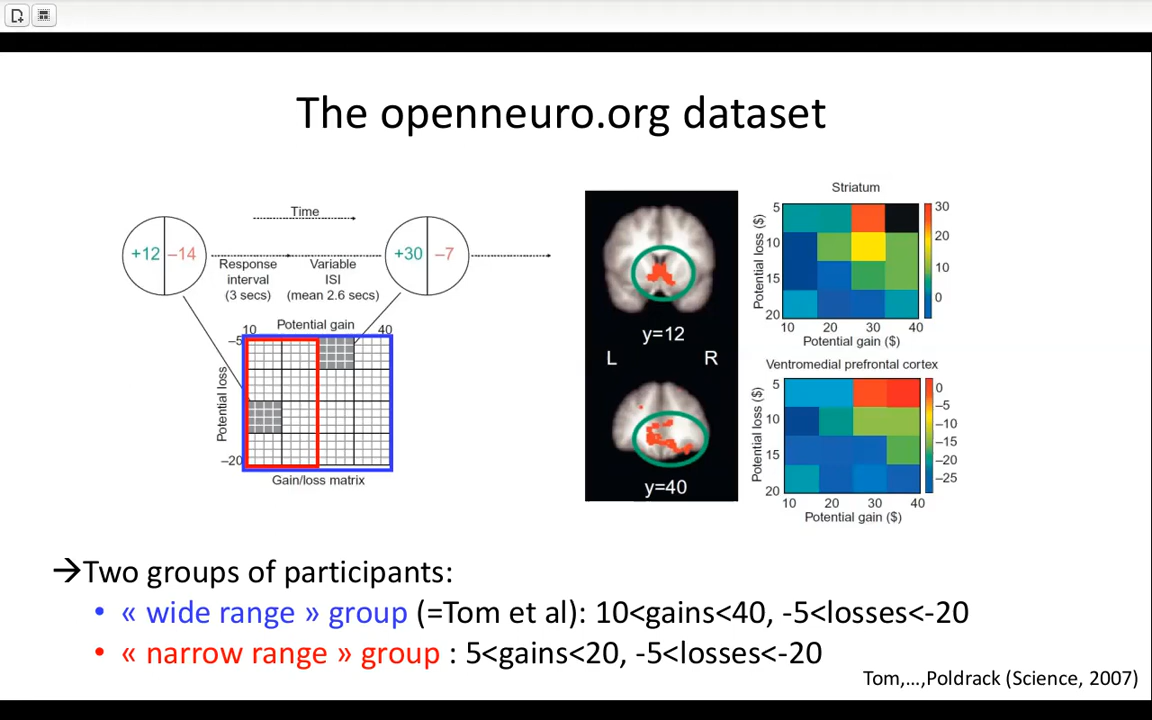 The openneuro.org dataset
Time
+12 –14
+30 –7
Response
interval
(3 secs)
Variable
ISI
(mean 2.6 secs)
Potential gain
10 40
–5
Potential loss
–20
Gain/loss matrix
y=12
L R
y=40
Striatum
Potential loss ($)
5
10
15
20
10 20 30 40
Potential gain ($)
30
20
10
0
Ventromedial prefrontal cortex
Potential loss ($)
5
10
15
20
10 20 30 40
Potential gain ($)
0
–5
–10
–15
–20
–25
→Two groups of participants:
• « wide range » group (=Tom et al): 10<gains<40, -5<losses<-20
• « narrow range » group : 5<gains<20, -5<losses<-20
Tom,...,Poldrack (Science, 2007)